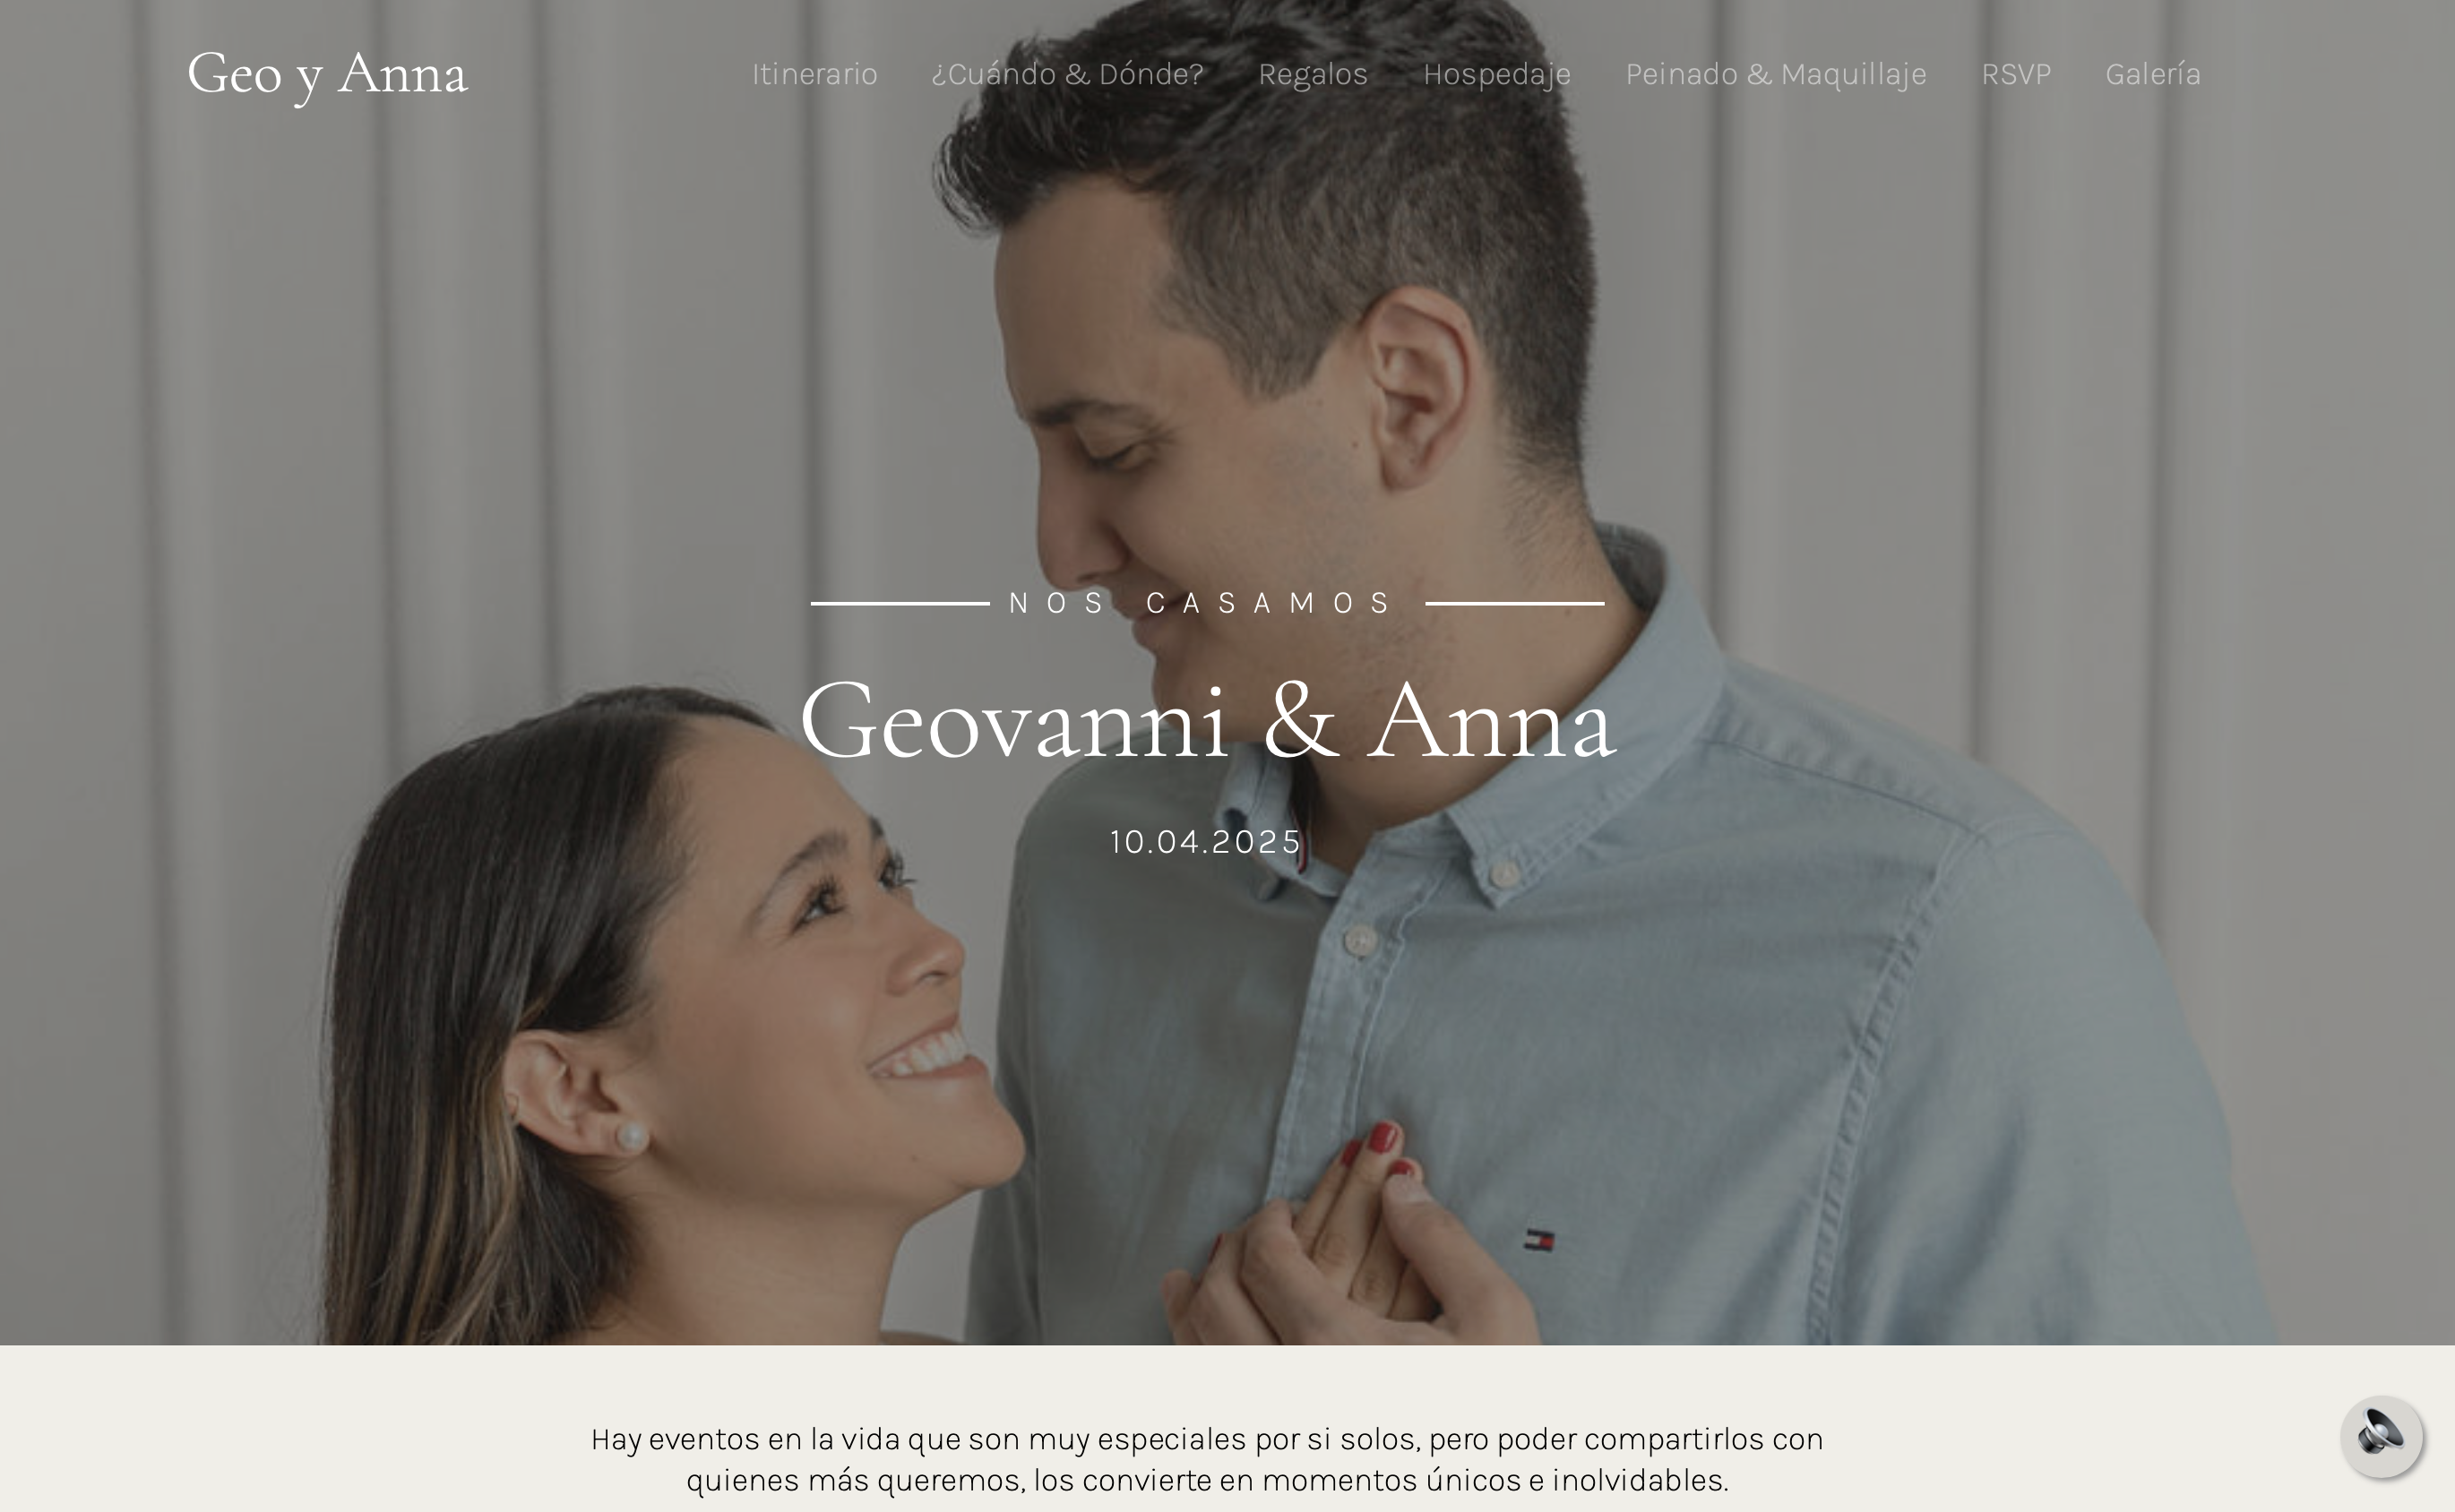 Geo y Anna
Itinerario ¿Cuándo & Dónde? Regalos Hospedaje Peinado & Maquillaje RSVP Galería
NOS CASAMOS
Geovanni & Anna
10.04.2025
Hay eventos en la vida que son muy especiales por si solos, pero poder compartirlos con
quienes más queremos, los convierte en momentos únicos e inolvidables.